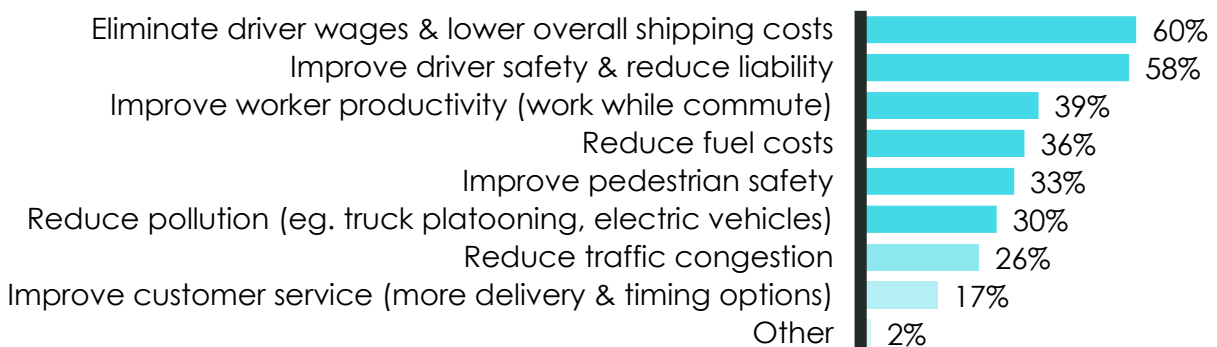 Eliminate driver wages & lower overall shipping costs 60%
Improve driver safety & reduce liability 58%
Improve worker productivity (work while commute) 39%
Reduce fuel costs 36%
Improve pedestrian safety 33%
Reduce pollution (eg. truck platooning, electric vehicles) 30%
Reduce traffic congestion 26%
Improve customer service (more delivery & timing options) 17%
Other 2%